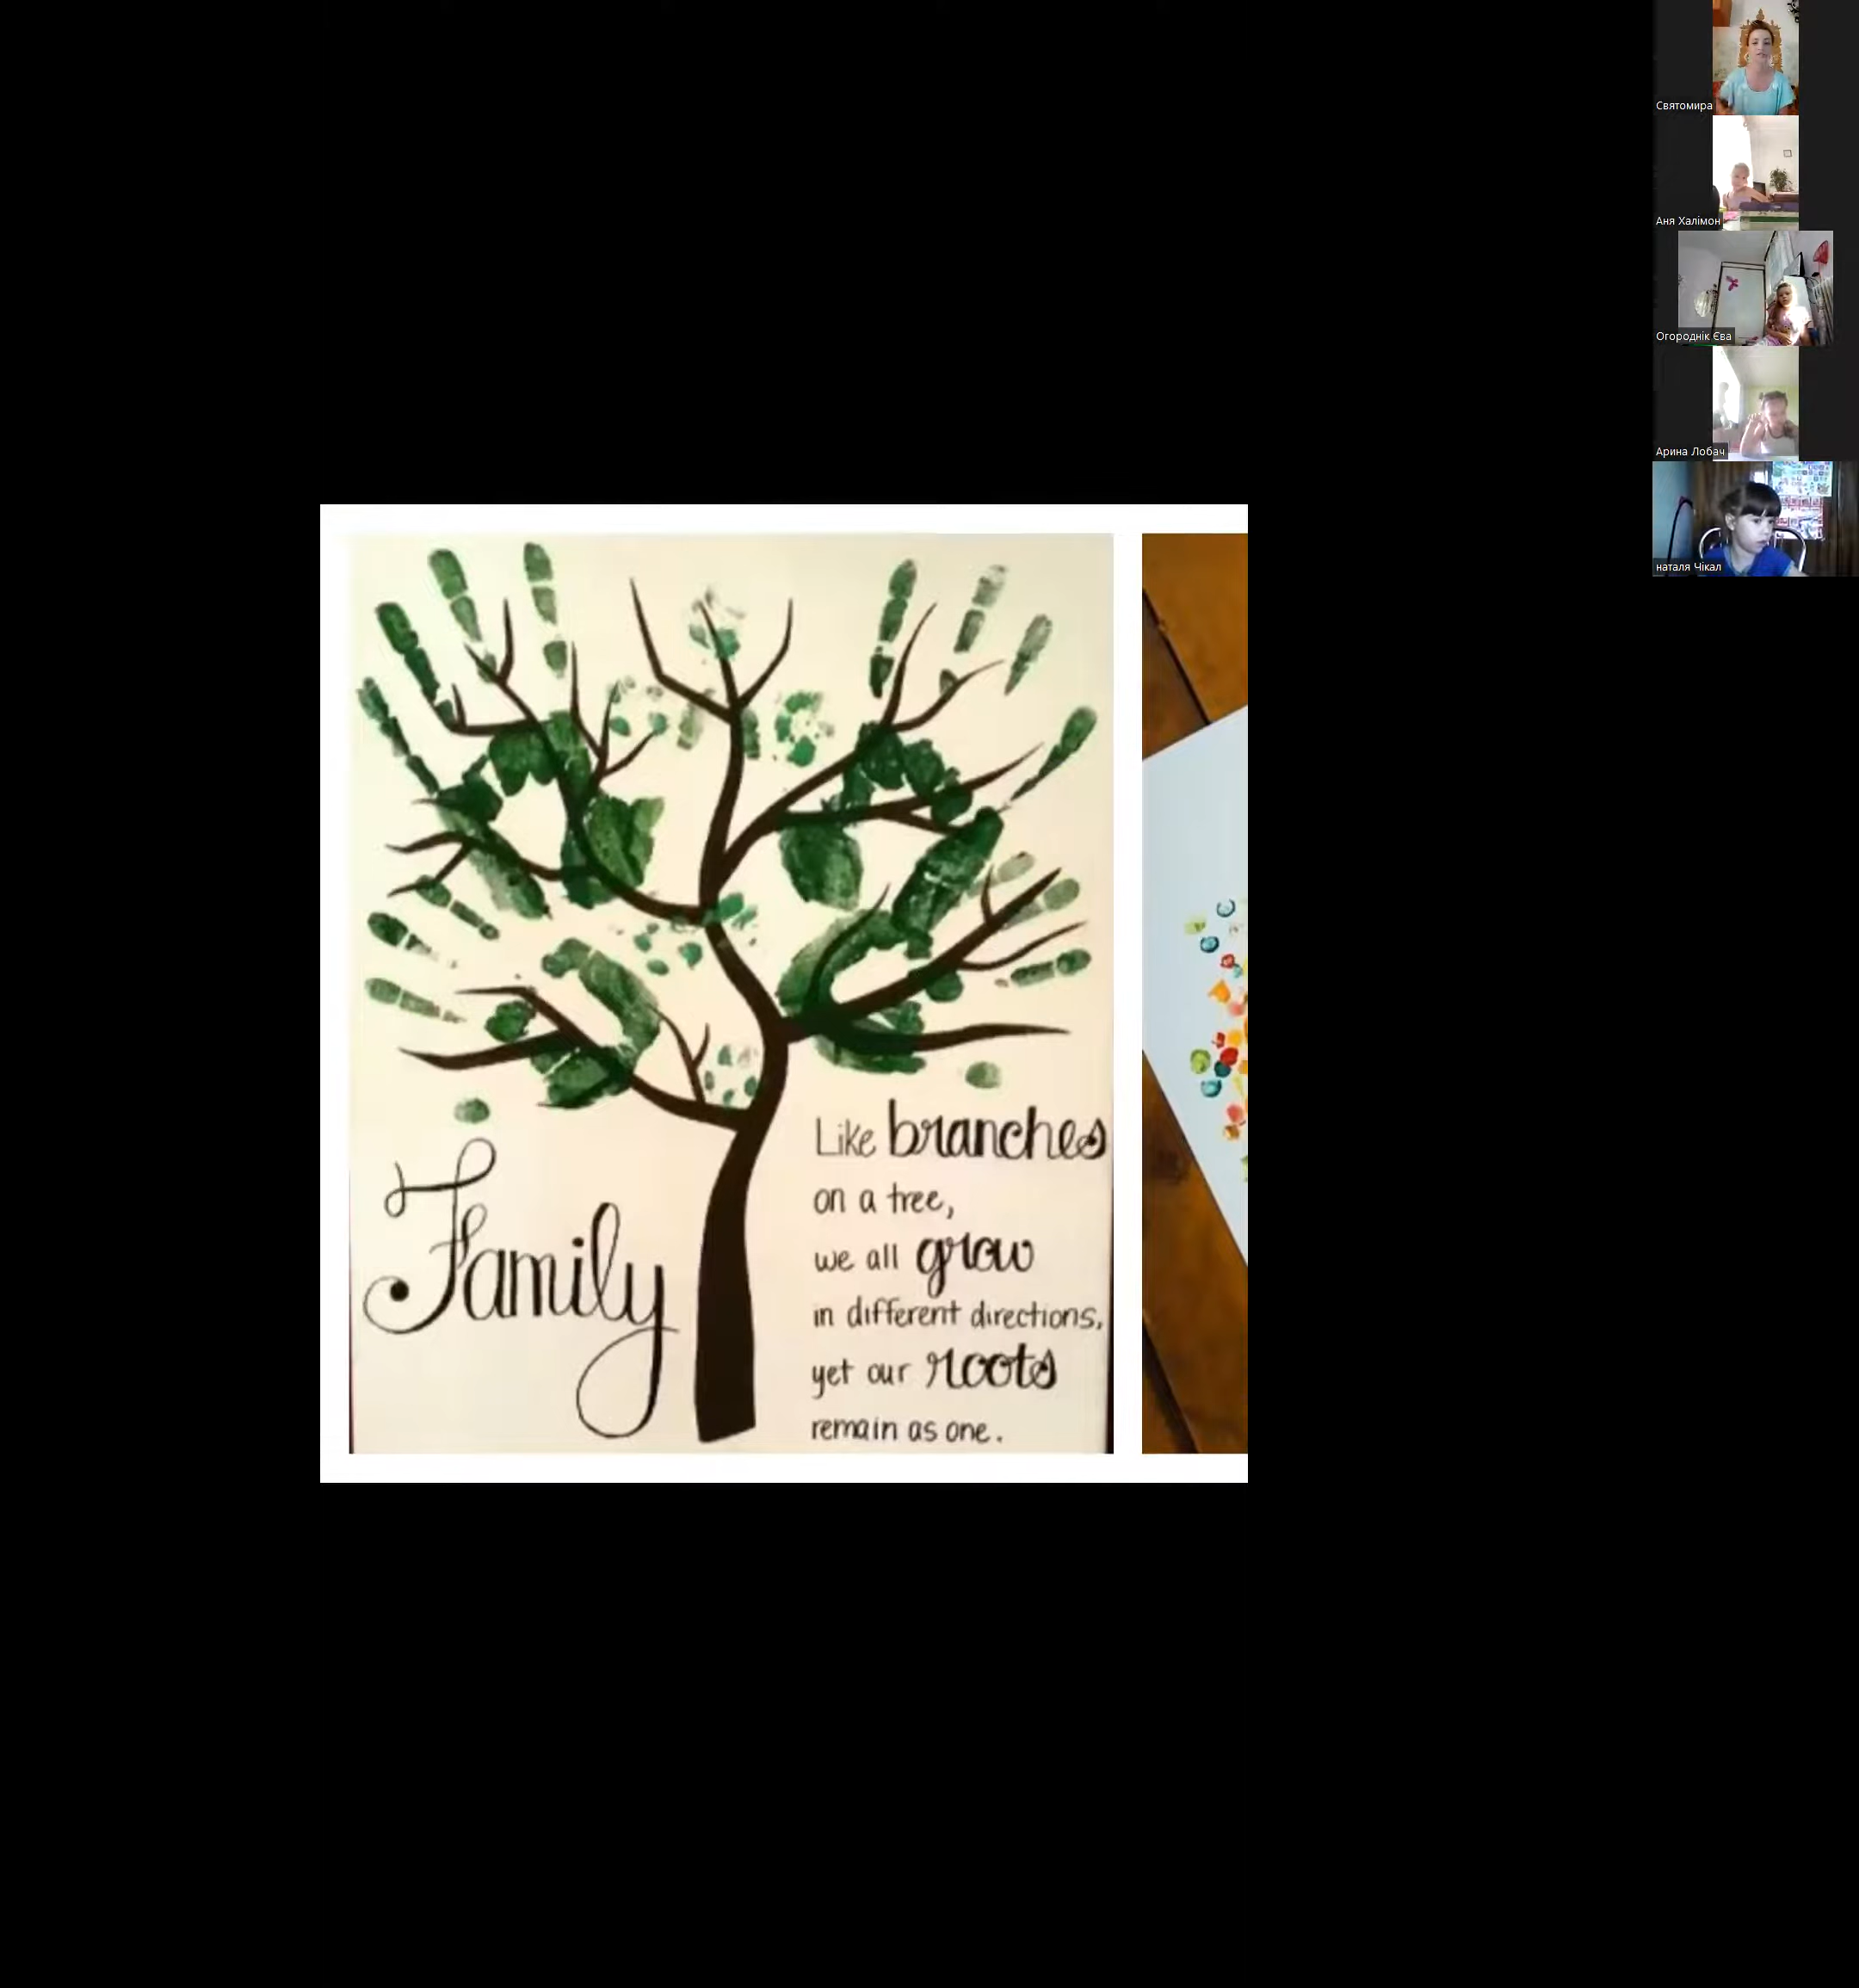 Святомира
Аня Халімон
Огороднік Єва
Арина Лобач
наталя Чікал
Family
Like branches
on a tree,
we all grow
in different directions,
yet our roots
remain as one.